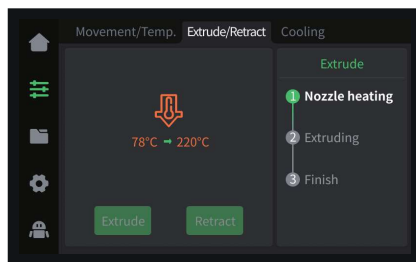 Movement/Temp. Extrude/Retract Cooling
Extrude
1 Nozzle heating
78°C → 220°C
2 Extruding
3 Finish
Extrude Retract